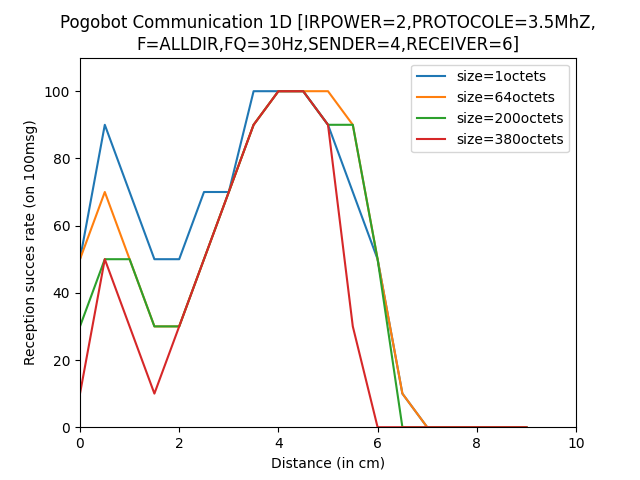 Pogobot Communication 1D [IRPOWER=2,PROTOCOLE=3.5MhZ,
F=ALLDIR,FQ=30Hz,SENDER=4,RECEIVER=6]
size=1octets
size=64octets
size=200octets
size=380octets
Reception succes rate (on 100msg)
100
80
60
40
20
0
0 2 4 6 8 10
Distance (in cm)